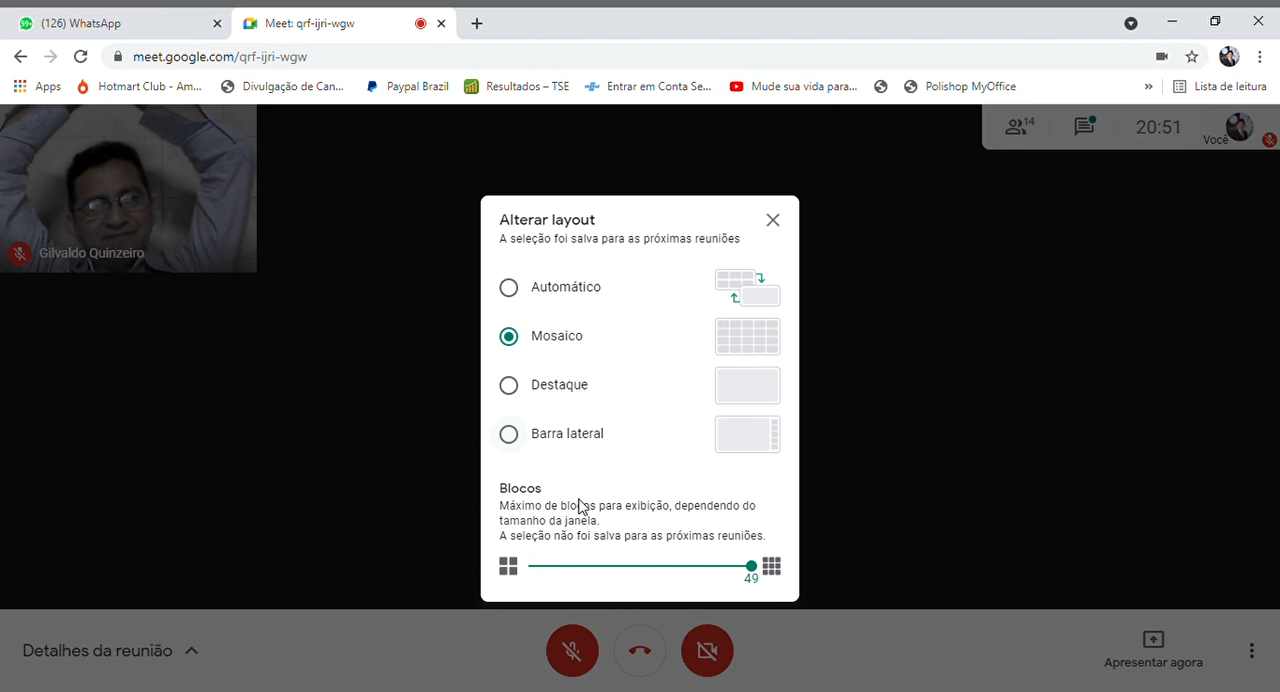 99+ (126) WhatsApp
Meet: qrf-ijri-wgw
meet.google.com/qrf-ijri-wgw
Apps
Hotmart Club - Am...
Divulgação de Can...
Paypal Brazil
Resultados – TSE
Entrar em Conta Se...
Mude sua vida para...
Polishop MyOffice
»
Lista de leitura
14
20:51
Você
Gilvaldo Quinzeiro
Alterar layout
A seleção foi salva para as próximas reuniões
Automático
Mosaico
Destaque
Barra lateral
Blocos
Máximo de blocos para exibição, dependendo do
tamanho da janela.
A seleção não foi salva para as próximas reuniões.
49
Detalhes da reunião
Apresentar agora